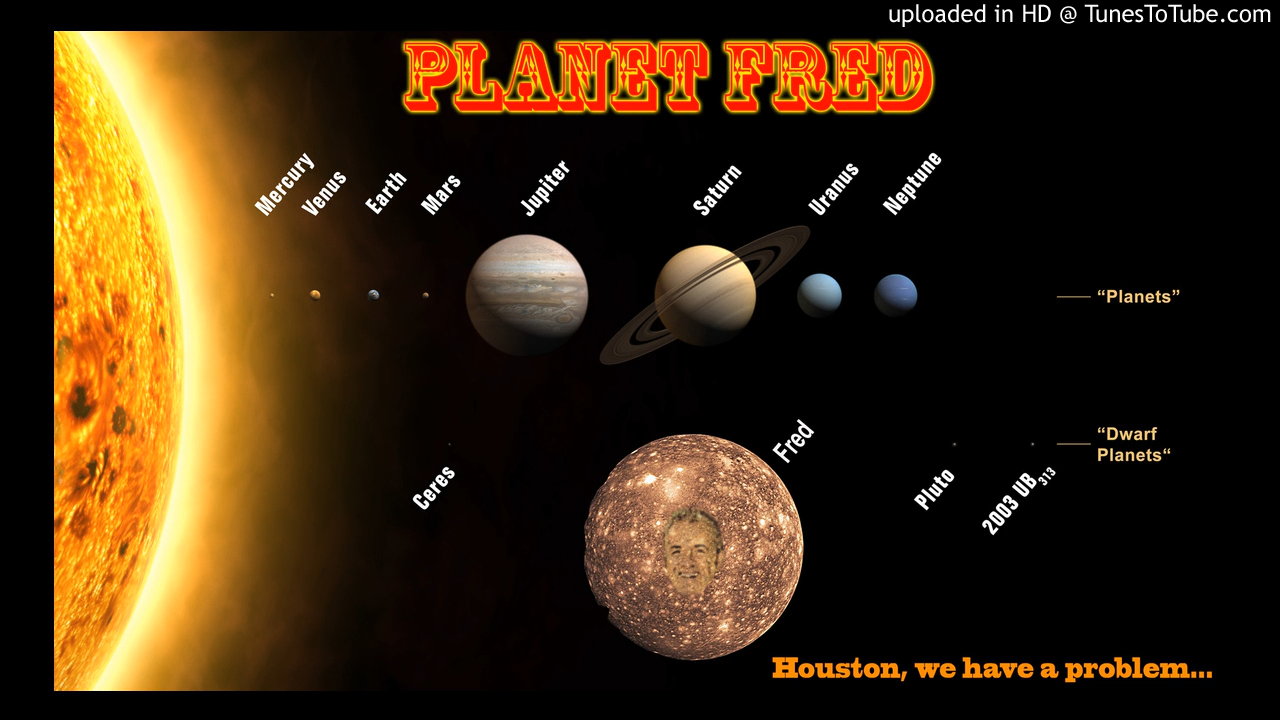 uploaded in HD @ TunesToTube.com
PLANET FRED
Mercury
Venus
Earth
Mars
Jupiter
Saturn
Uranus
Neptune
“Planets”
Ceres
Fred
Pluto
2003 UB313
“Dwarf
Planets“
Houston, we have a problem...